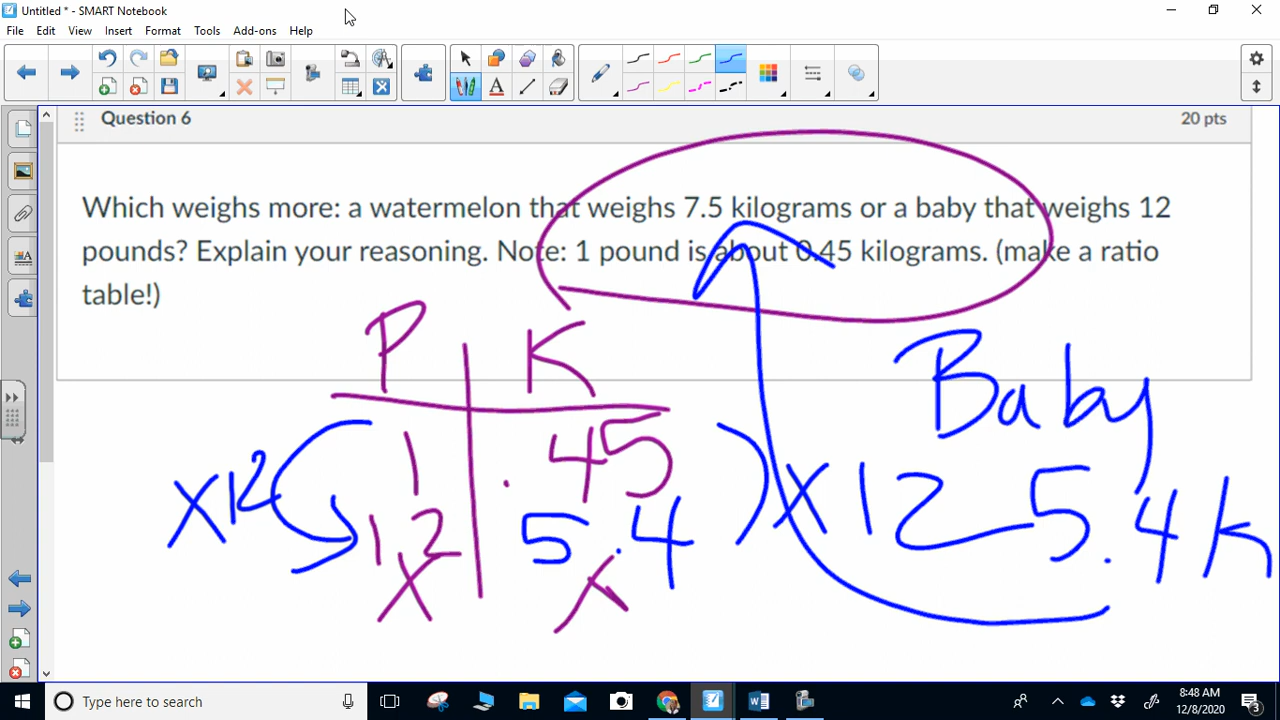 Untitled * - SMART Notebook
File Edit View Insert Format Tools Add-ons Help
Question 6
20 pts
Which weighs more: a watermelon that weighs 7.5 kilograms or a baby that weighs 12
pounds? Explain your reasoning. Note: 1 pound is about 0.45 kilograms. (make a ratio
table!)
P K
Baby
1 .45
x12 12 5.4 x12 5.4 K
x x
Type here to search
8:48 AM
12/8/2020
3